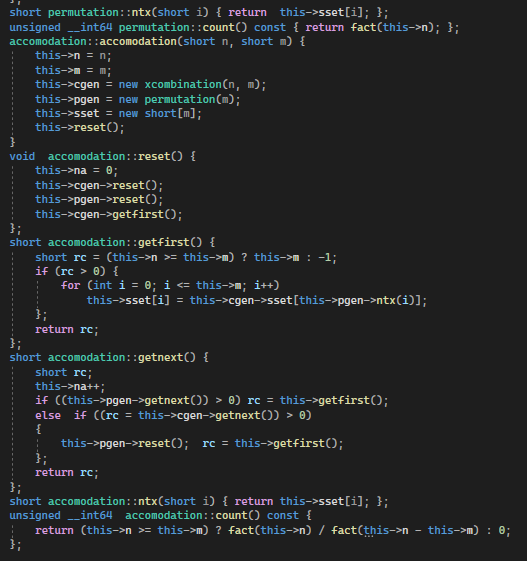 };
short permutation::ntx(short i) { return  this->sset[i]; };
unsigned __int64 permutation::count() const { return fact(this->n); };
accomodation::accomodation(short n, short m) {
    this->n = n;
    this->m = m;
    this->cgen = new xcombination(n, m);
    this->pgen = new permutation(m);
    this->sset = new short[m];
    this->reset();
}
void  accomodation::reset() {
    this->na = 0;
    this->cgen->reset();
    this->pgen->reset();
    this->cgen->getfirst();
};
short accomodation::getfirst() {
    short rc = (this->n >= this->m) ? this->m : -1;
    if (rc > 0) {
        for (int i = 0; i <= this->m; i++)
            this->sset[i] = this->cgen->sset[this->pgen->ntx(i)];
    };
    return rc;
};
short accomodation::getnext() {
    short rc;
    this->na++;
    if ((this->pgen->getnext()) > 0) rc = this->getfirst();
    else  if ((rc = this->cgen->getnext()) > 0)
    {
        this->pgen->reset();  rc = this->getfirst();
    };
    return rc;
};
short accomodation::ntx(short i) { return this->sset[i]; };
unsigned __int64  accomodation::count() const {
    return (this->n >= this->m) ? fact(this->n) / fact(this->n - this->m) : 0;
};